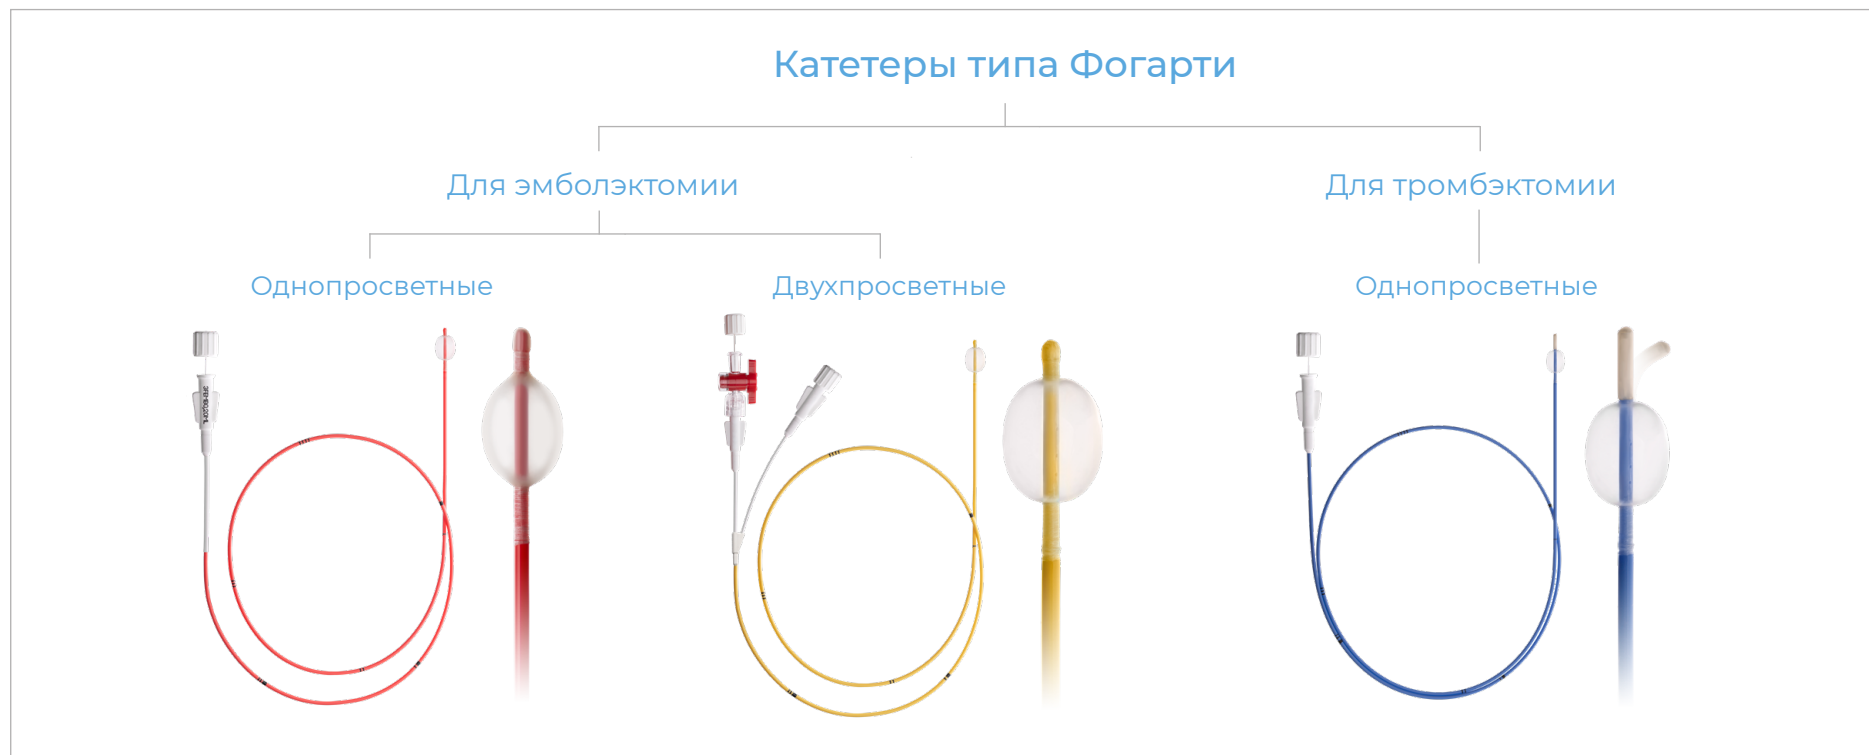 Катетеры типа Фогарти
Для эмболэктомии
Для тромбэктомии
Однопросветные
Двухпросветные
Однопросветные